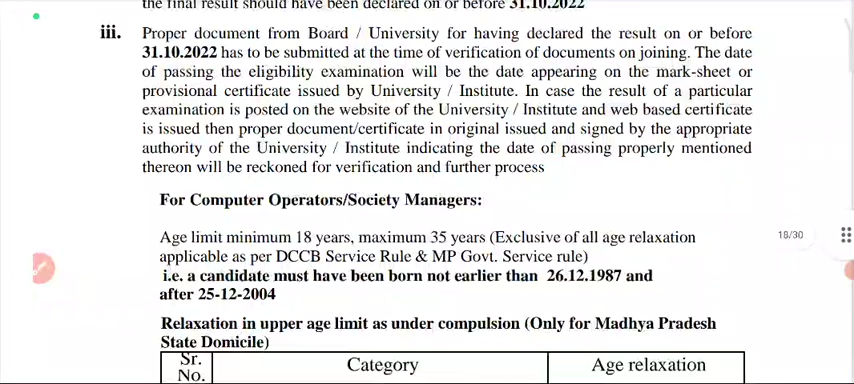 the final result should have been declared on or before 31.10.2022
iii. Proper document from Board / University for having declared the result on or before
31.10.2022 has to be submitted at the time of verification of documents on joining. The date
of passing the eligibility examination will be the date appearing on the mark-sheet or
provisional certificate issued by University / Institute. In case the result of a particular
examination is posted on the website of the University / Institute and web based certificate
is issued then proper document/certificate in original issued and signed by the appropriate
authority of the University / Institute indicating the date of passing properly mentioned
thereon will be reckoned for verification and further process
For Computer Operators/Society Managers:
Age limit minimum 18 years, maximum 35 years (Exclusive of all age relaxation
18/30
applicable as per DCCB Service Rule & MP Govt. Service rule)
i.e. a candidate must have been born not earlier than 26.12.1987 and
after 25-12-2004
Relaxation in upper age limit as under compulsion (Only for Madhya Pradesh
State Domicile)
Sr. No. Category Age relaxation